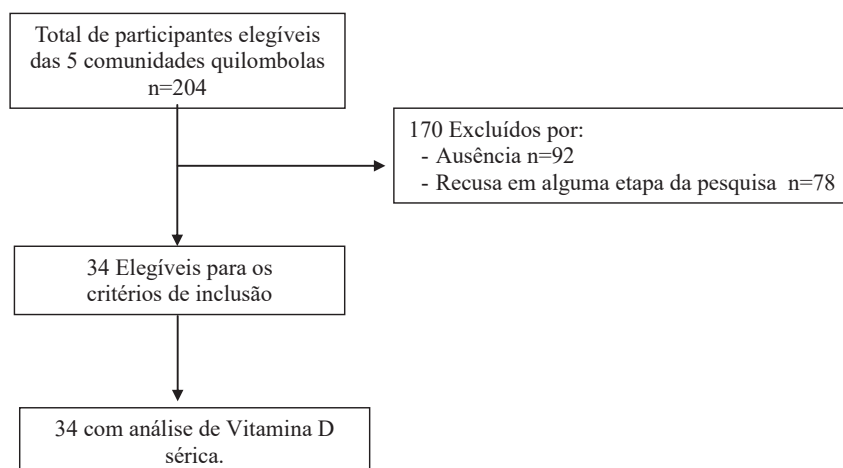 Total de participantes elegíveis
das 5 comunidades quilombolas
n=204
170 Excluídos por:
- Ausência n=92
- Recusa em alguma etapa da pesquisa n=78
34 Elegíveis para os
critérios de inclusão
34 com análise de Vitamina D
sérica.